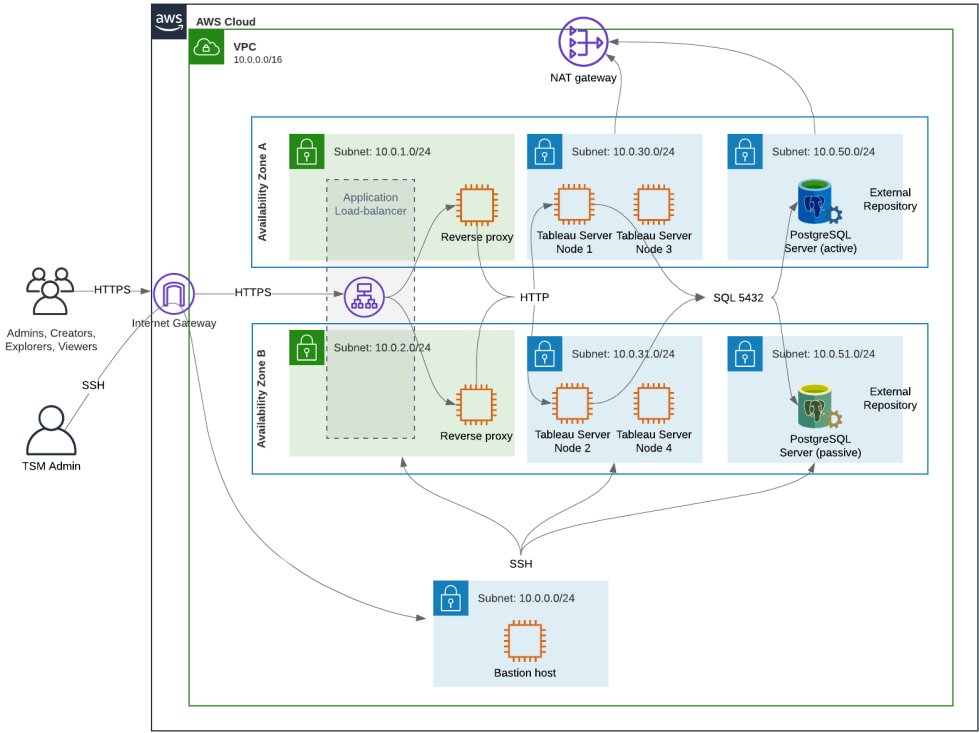 aws
AWS Cloud
VPC
10.0.0.0/16
NAT gateway
Availability Zone A
Subnet: 10.0.1.0/24
Subnet: 10.0.30.0/24
Subnet: 10.0.50.0/24
Application
Load-balancer
Reverse proxy
Tableau Server
Node 1
Tableau Server
Node 3
External
Repository
PostgreSQL
Server (active)
HTTPS
HTTPS
HTTP
SQL 5432
Internet Gateway
Admins, Creators,
Explorers, Viewers
SSH
TSM Admin
Availability Zone B
Subnet: 10.0.2.0/24
Subnet: 10.0.31.0/24
Subnet: 10.0.51.0/24
Reverse proxy
Tableau Server
Node 2
Tableau Server
Node 4
External
Repository
PostgreSQL
Server (passive)
SSH
Subnet: 10.0.0.0/24
Bastion host